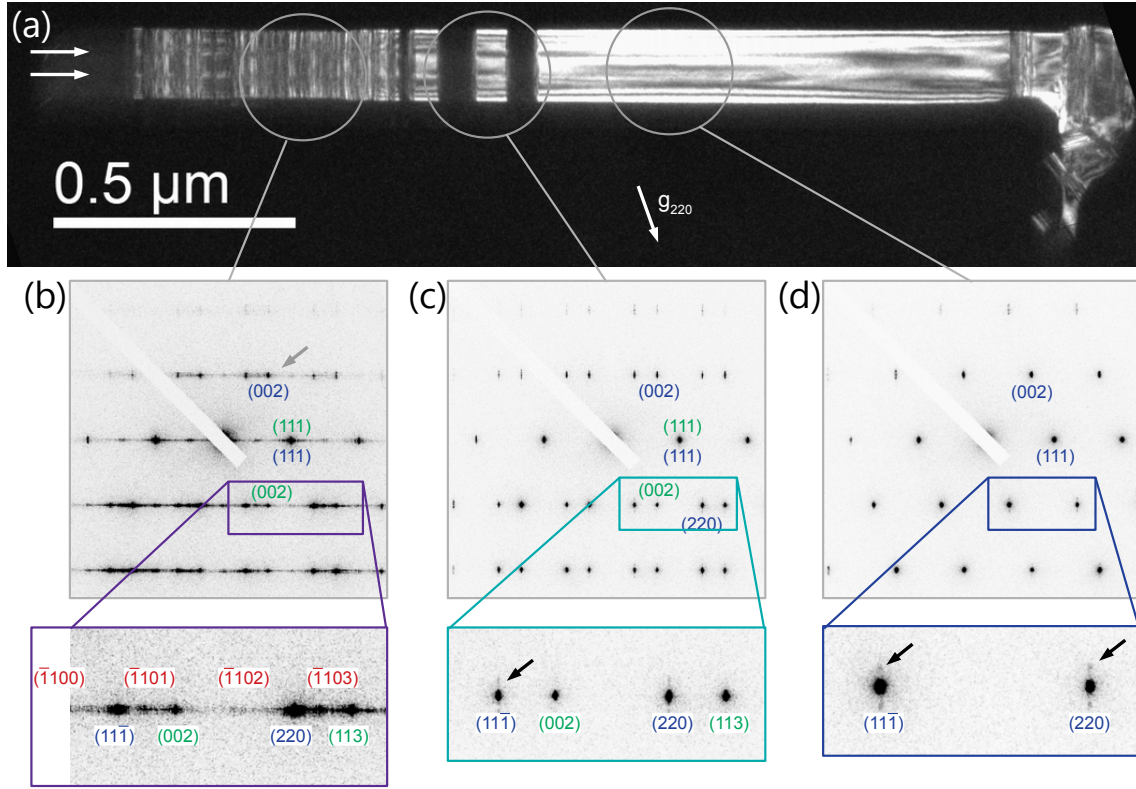 (a)
0.5 μm
g₂₂₀
(b)
(c)
(d)
(002)
(111)
(111)
(002)
(002)
(111)
(111)
(002)
(220)
(002)
(111)
(1̅100) (1̅101) (1̅102) (1̅103)
(111̅) (002) (220) (113)
(111̅) (002) (220) (113)
(111̅) (220)